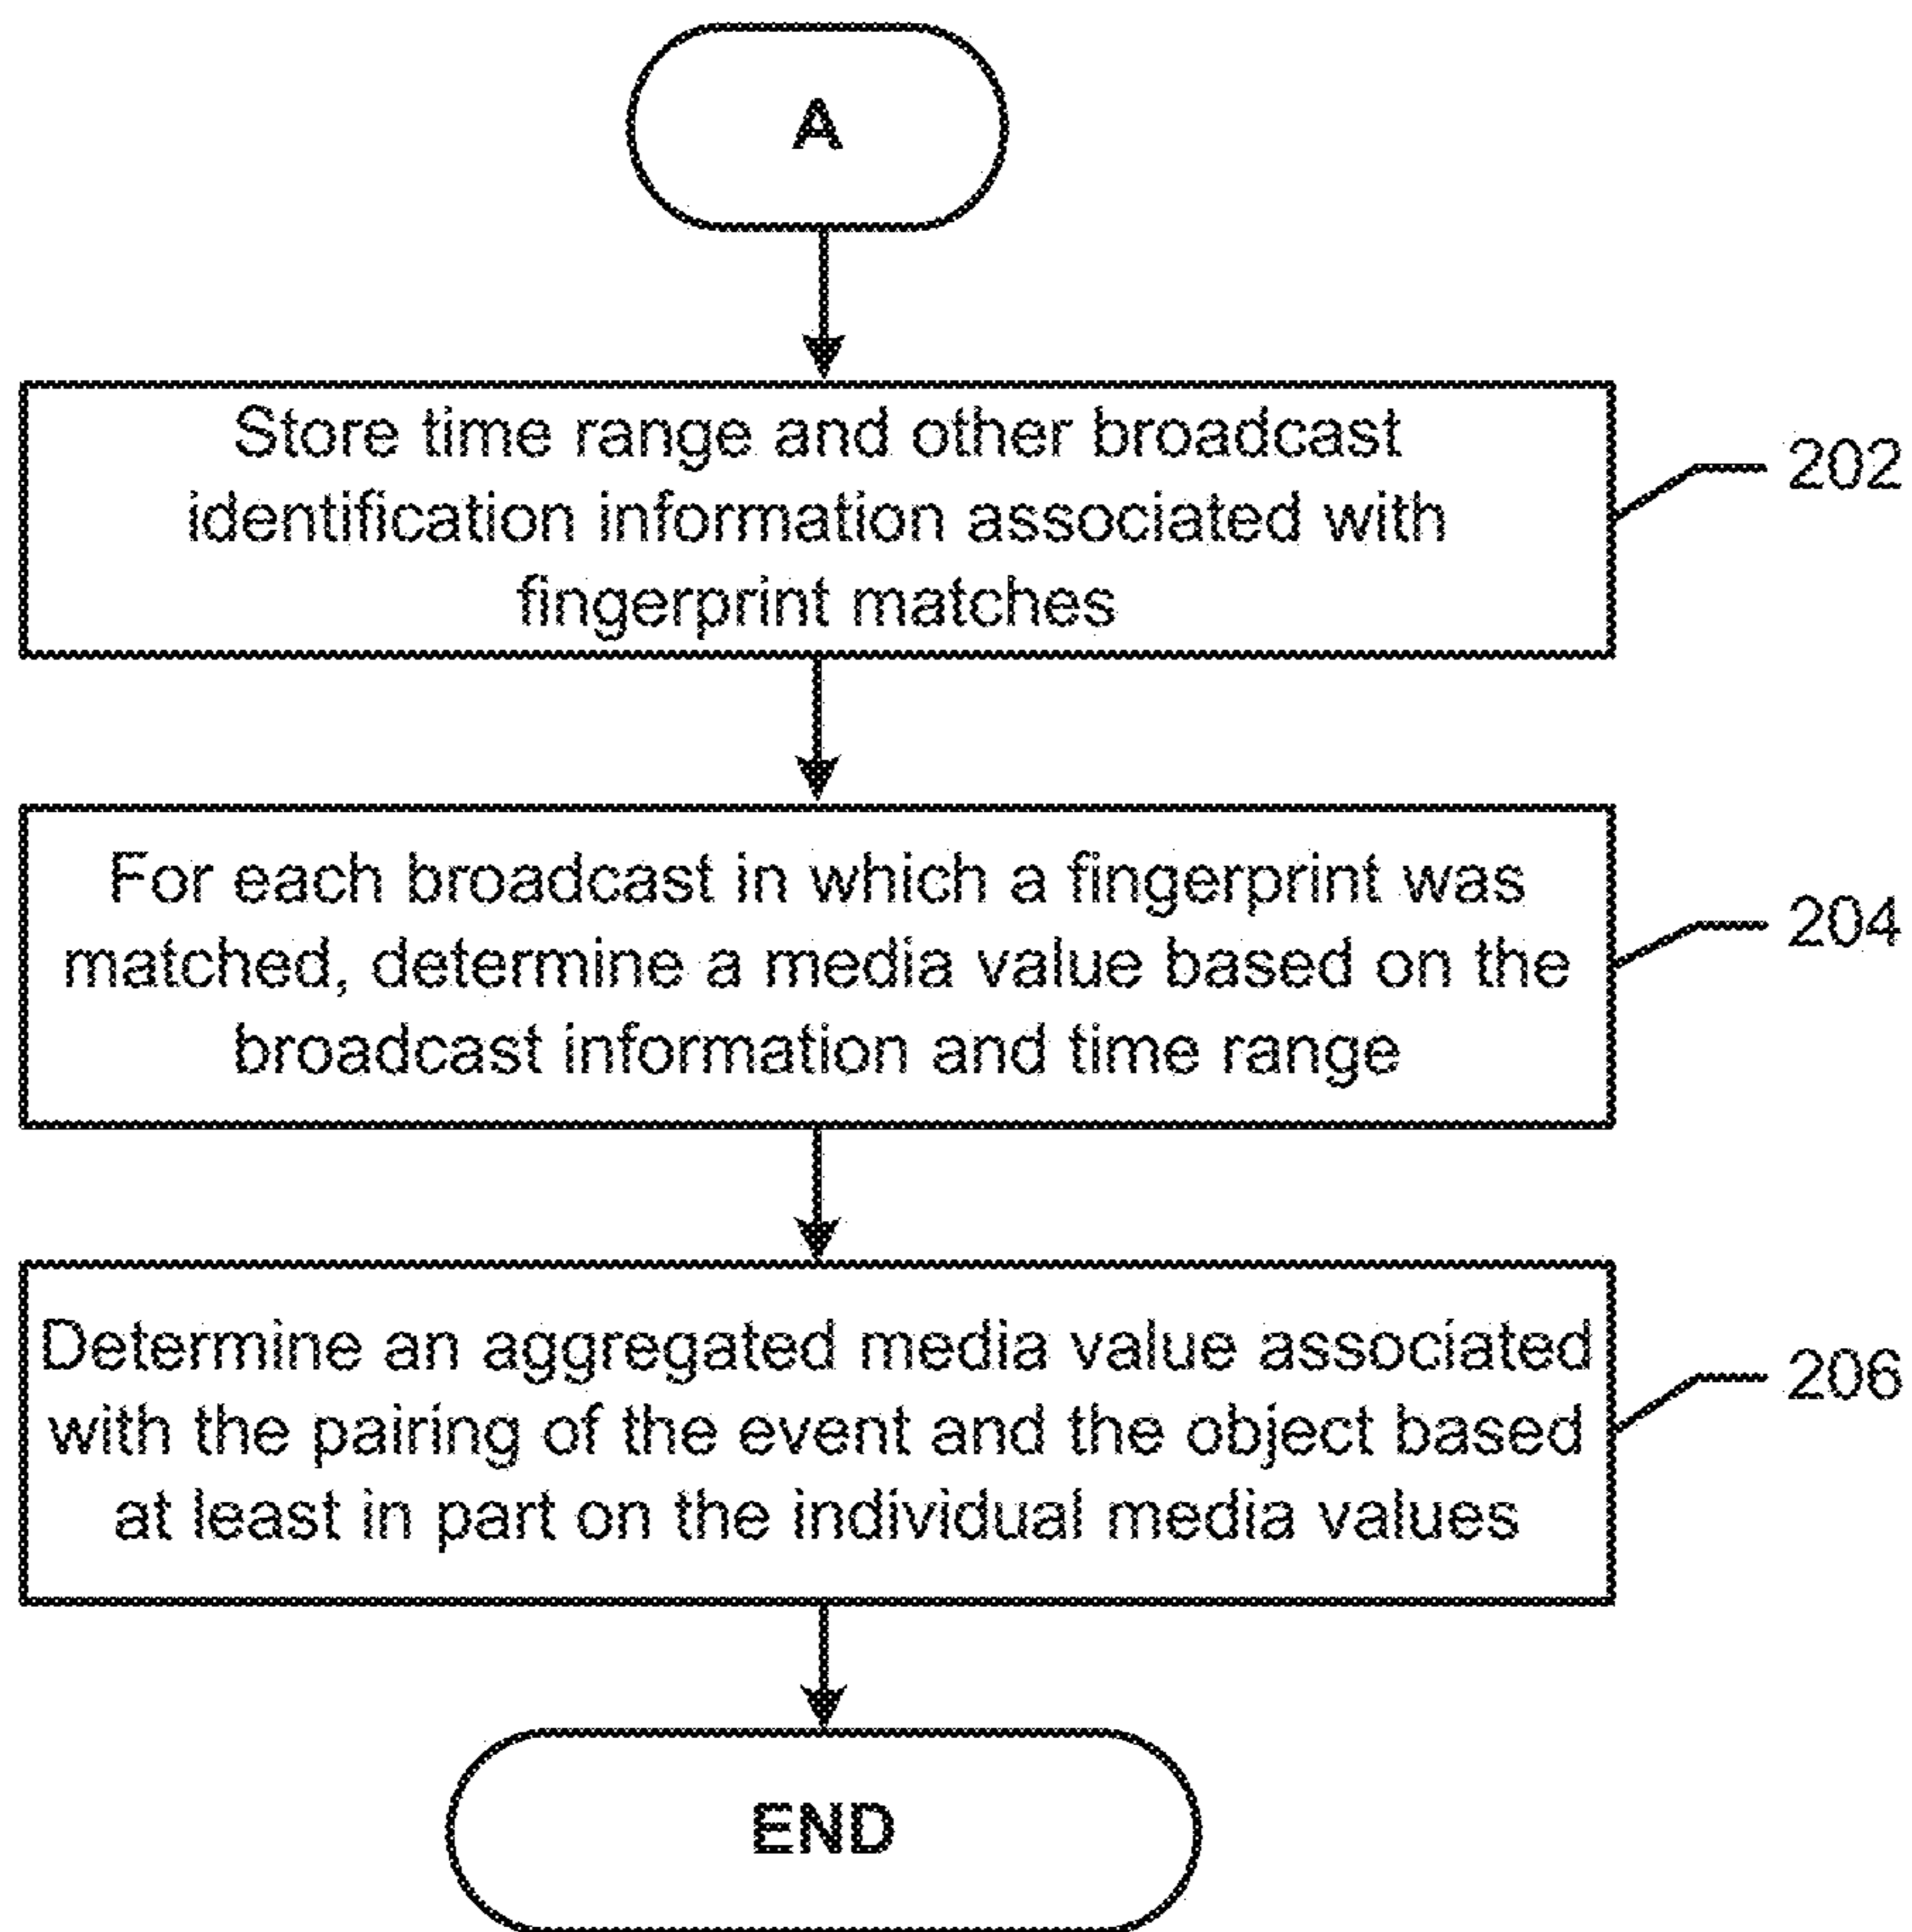 A
Store time range and other broadcast
identification information associated with
fingerprint matches
202
For each broadcast in which a fingerprint was
matched, determine a media value based on the
broadcast information and time range
204
Determine an aggregated media value associated
with the pairing of the event and the object based
at least in part on the individual media values
206
END